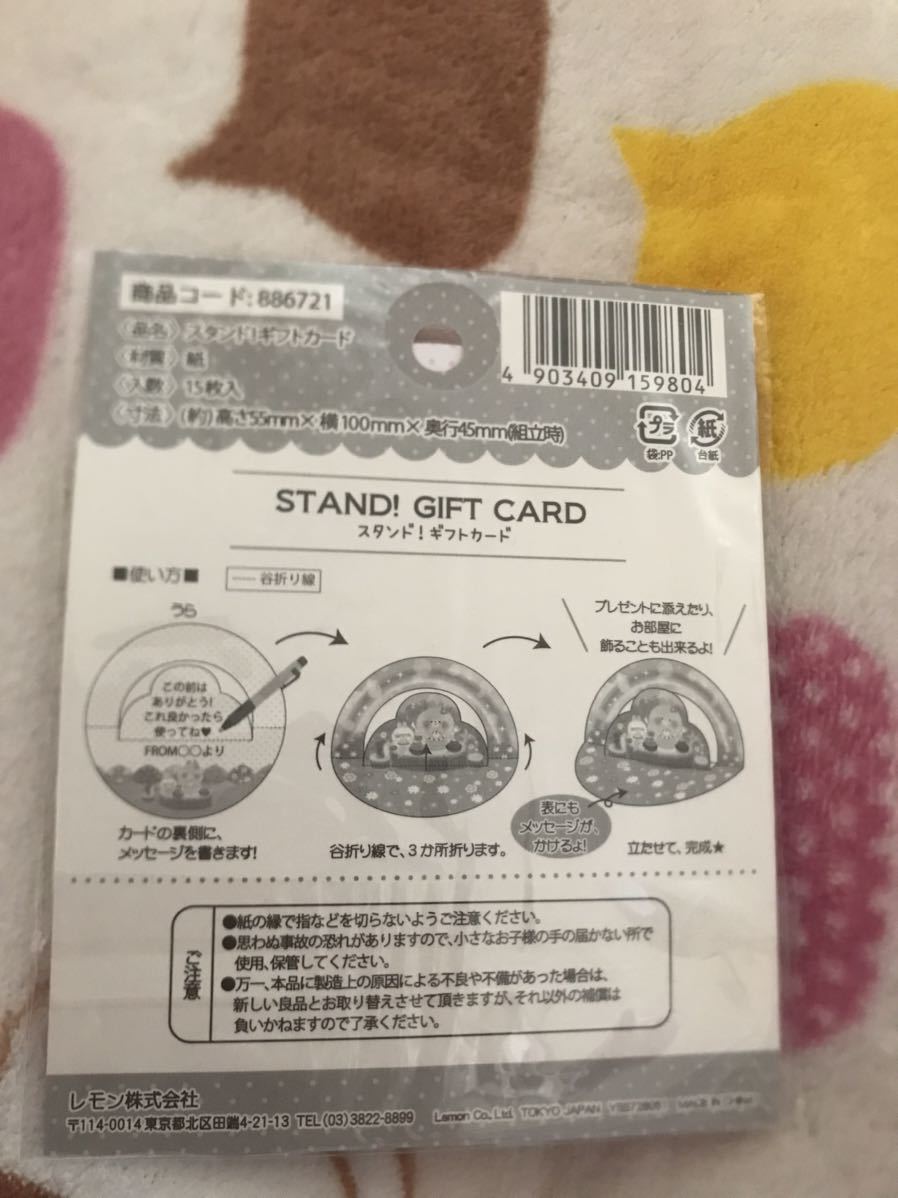 商品コード:886721
〈品名〉スタンド!ギフトカード
〈材質〉紙
〈入数〉15枚入
〈寸法〉(約)高さ55mm×横100mm×奥行45mm(組立時)
4 903409 159804
プラ
袋:PP
紙
台紙
STAND! GIFT CARD
スタンド!ギフトカード
■使い方■
----- 谷折り線
うら
この前は
ありがとう!
これ良かったら
使ってね♥
FROM〇〇より
カードの裏側に、
メッセージを書きます!
谷折り線で、3か所折ります。
プレゼントに添えたり、
お部屋に
飾ることも出来るよ!
表にも
メッセージが、
かけるよ!
立たせて、完成★
ご注意
●紙の縁で指などを切らないようご注意ください。
●思わぬ事故の恐れがありますので、小さなお子様の手の届かない所で
使用、保管してください。
●万一、本品に製造上の原因による不良や不備があった場合は、
新しい良品とお取り替えさせて頂きますが、それ以外の補償は
負いかねますので了承ください。
レモン株式会社
〒114-0014 東京都北区田端4-21-13 TEL(03)3822-8899 Lemon Co., Ltd. TOKYO JAPAN MADE IN CHINA